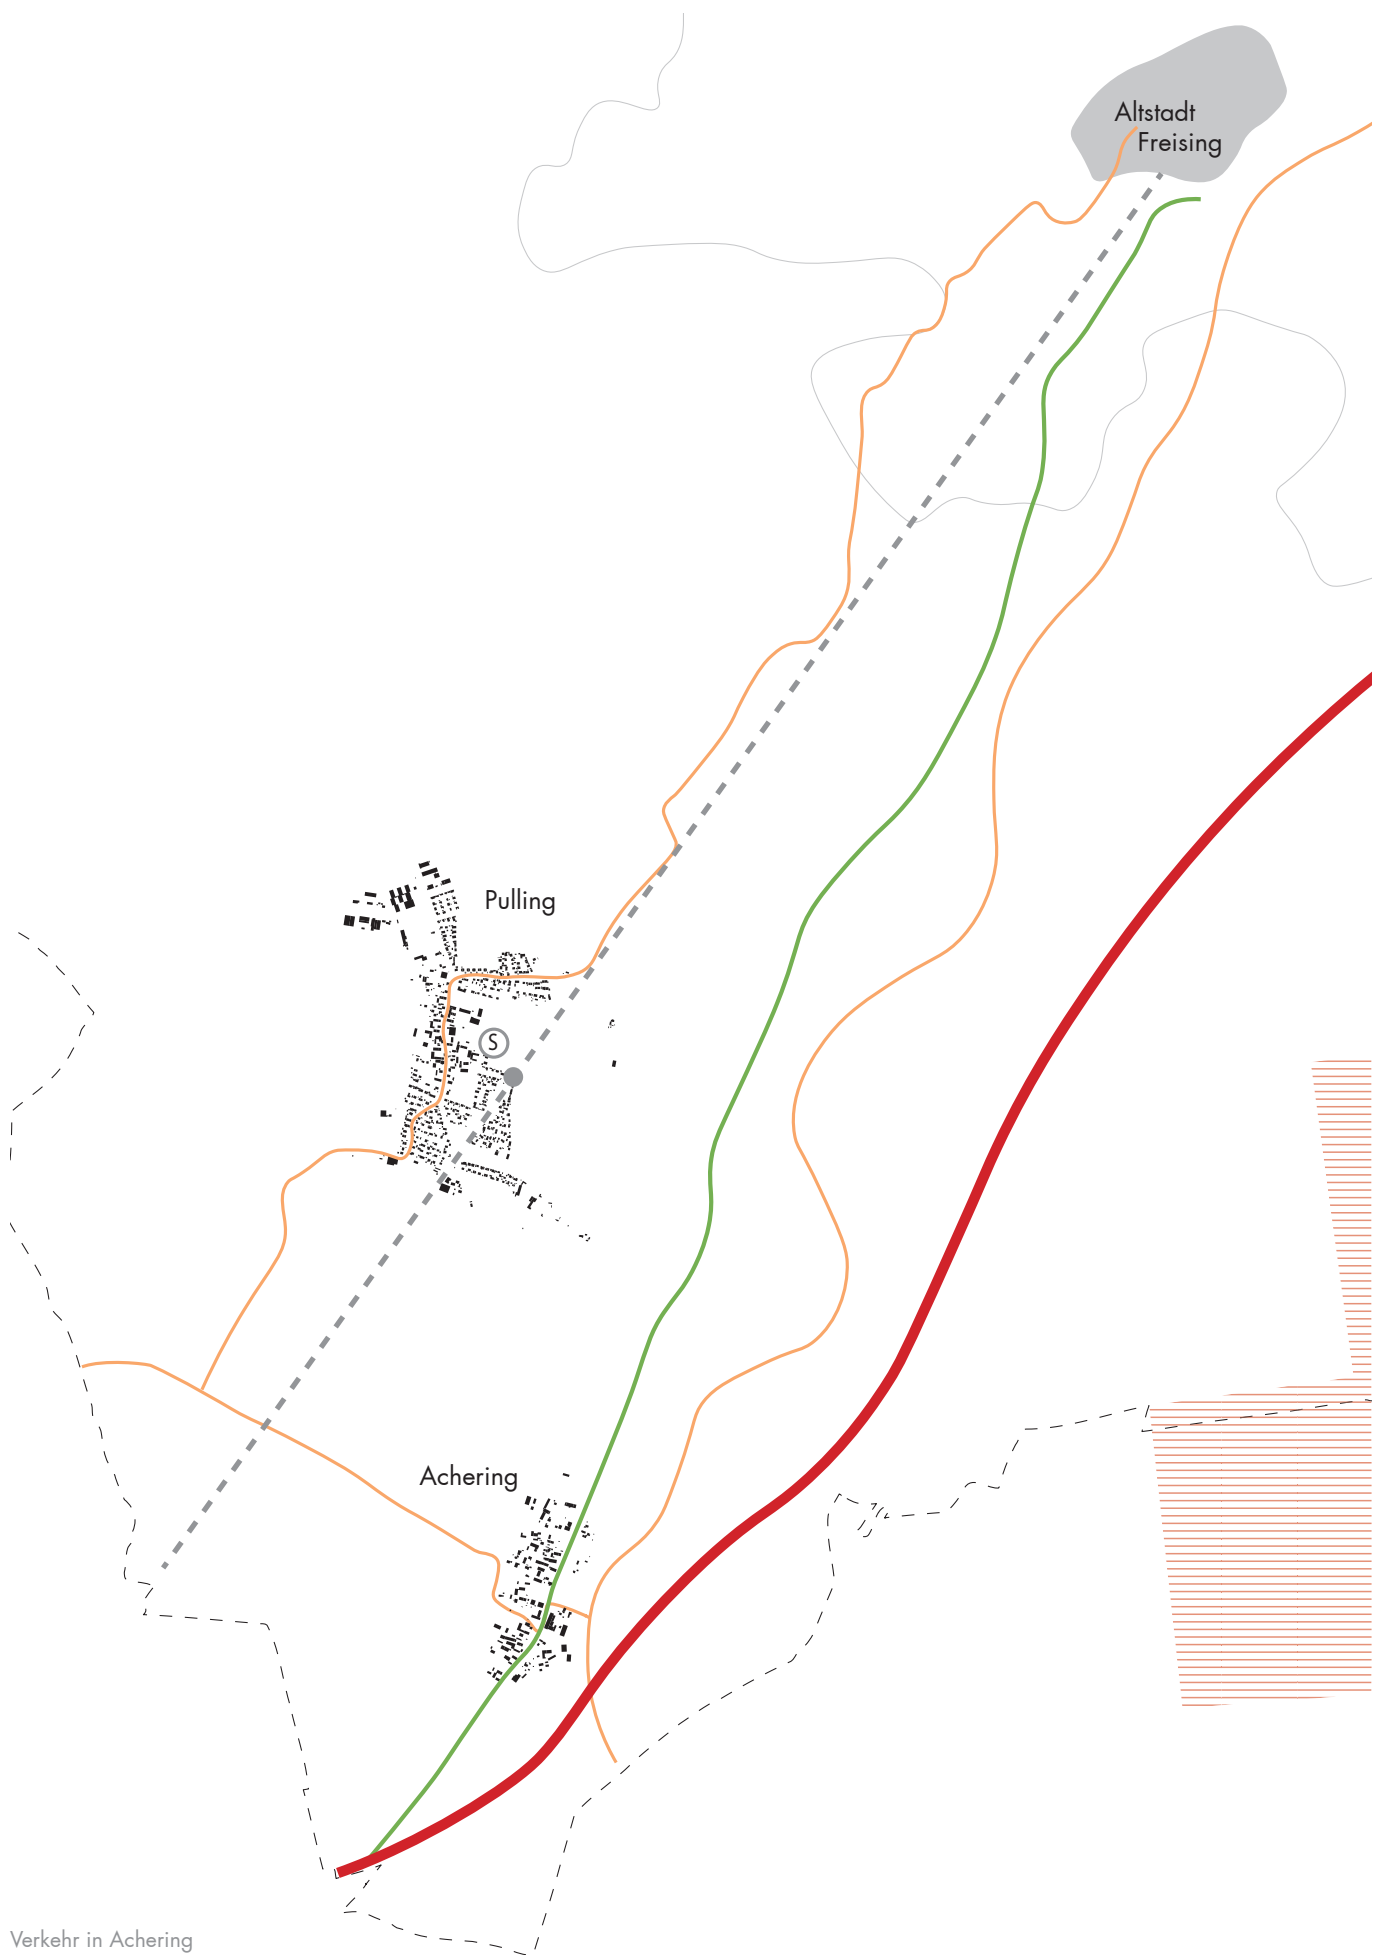 Altstadt
Freising
Pulling
S
Achering
Verkehr in Achering